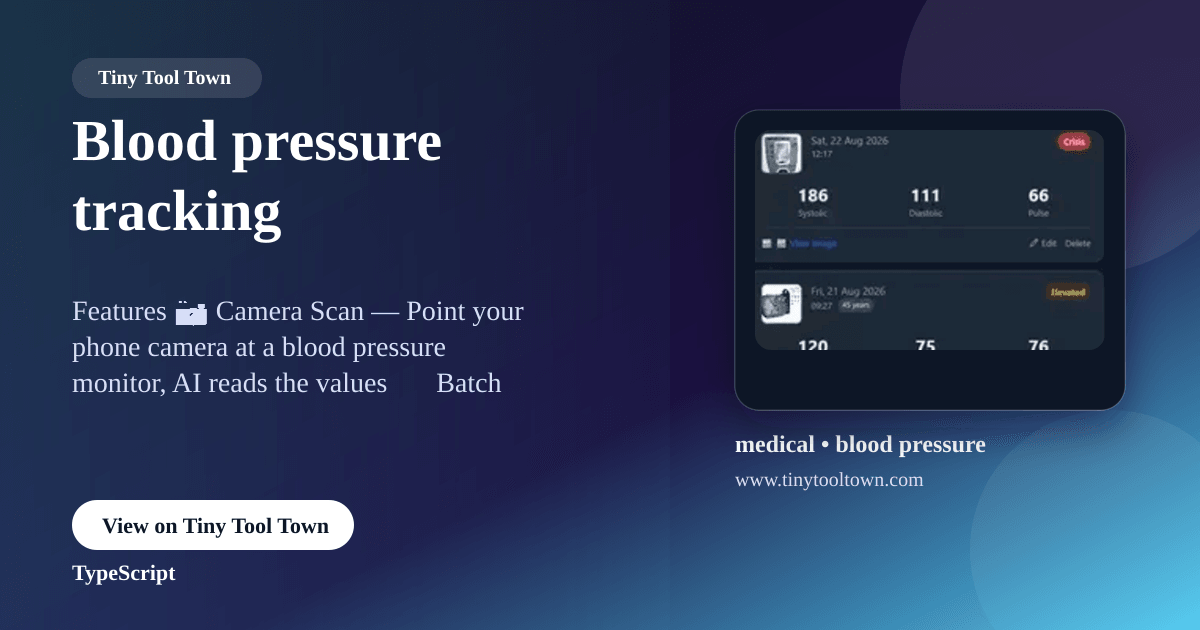 Tiny Tool Town
Blood pressure
tracking
Features Camera Scan — Point your
phone camera at a blood pressure
monitor, AI reads the values Batch
View on Tiny Tool Town
TypeScript
Sat, 22 Aug 2026
Crisis
12:17
186 111 66
Systolic Diastolic Pulse
View image Edit Delete
Fri, 21 Aug 2026
Elevated
09:27 45 years
120 75 76
medical • blood pressure
www.tinytooltown.com